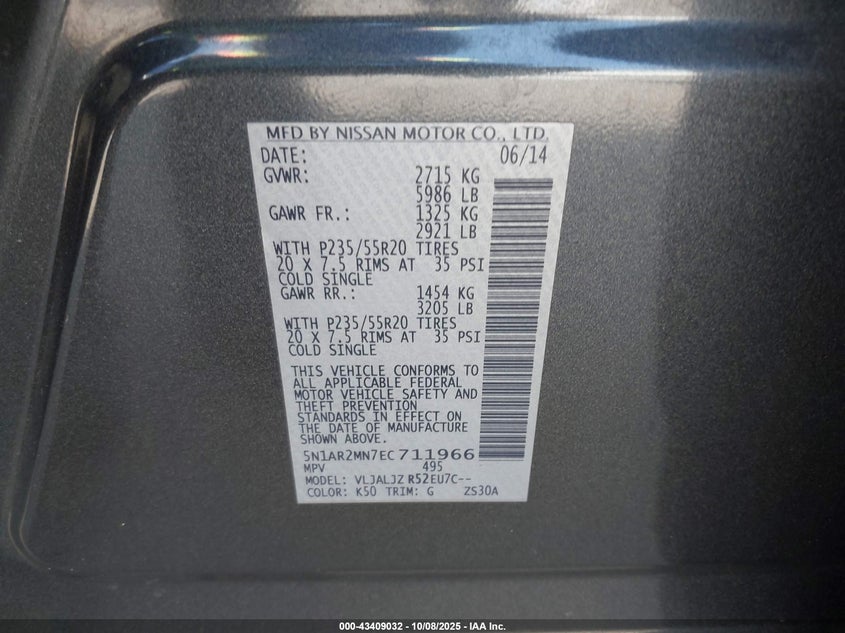 MFD BY NISSAN MOTOR CO., LTD.
DATE: 06/14
GVWR: 2715 KG
5986 LB
GAWR FR.: 1325 KG
2921 LB
WITH P235/55R20 TIRES
20 X 7.5 RIMS AT 35 PSI
COLD SINGLE
GAWR RR.: 1454 KG
3205 LB
WITH P235/55R20 TIRES
20 X 7.5 RIMS AT 35 PSI
COLD SINGLE
THIS VEHICLE CONFORMS TO
ALL APPLICABLE FEDERAL
MOTOR VEHICLE SAFETY AND
THEFT PREVENTION
STANDARDS IN EFFECT ON
THE DATE OF MANUFACTURE
SHOWN ABOVE.
5N1AR2MN7EC711966
MPV 495
MODEL: VLJALJZ R52EU7C--
COLOR: K50 TRIM: G ZS30A
000-43409032 - 10/08/2025 - IAA Inc.